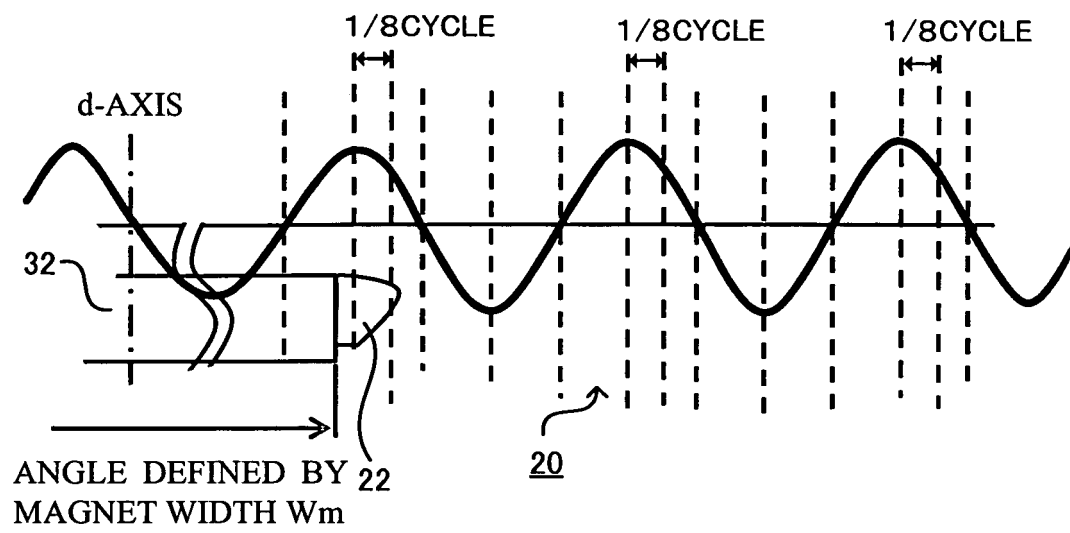 1/8CYCLE
1/8CYCLE
1/8CYCLE
d-AXIS
32
22
20
ANGLE DEFINED BY
MAGNET WIDTH Wm